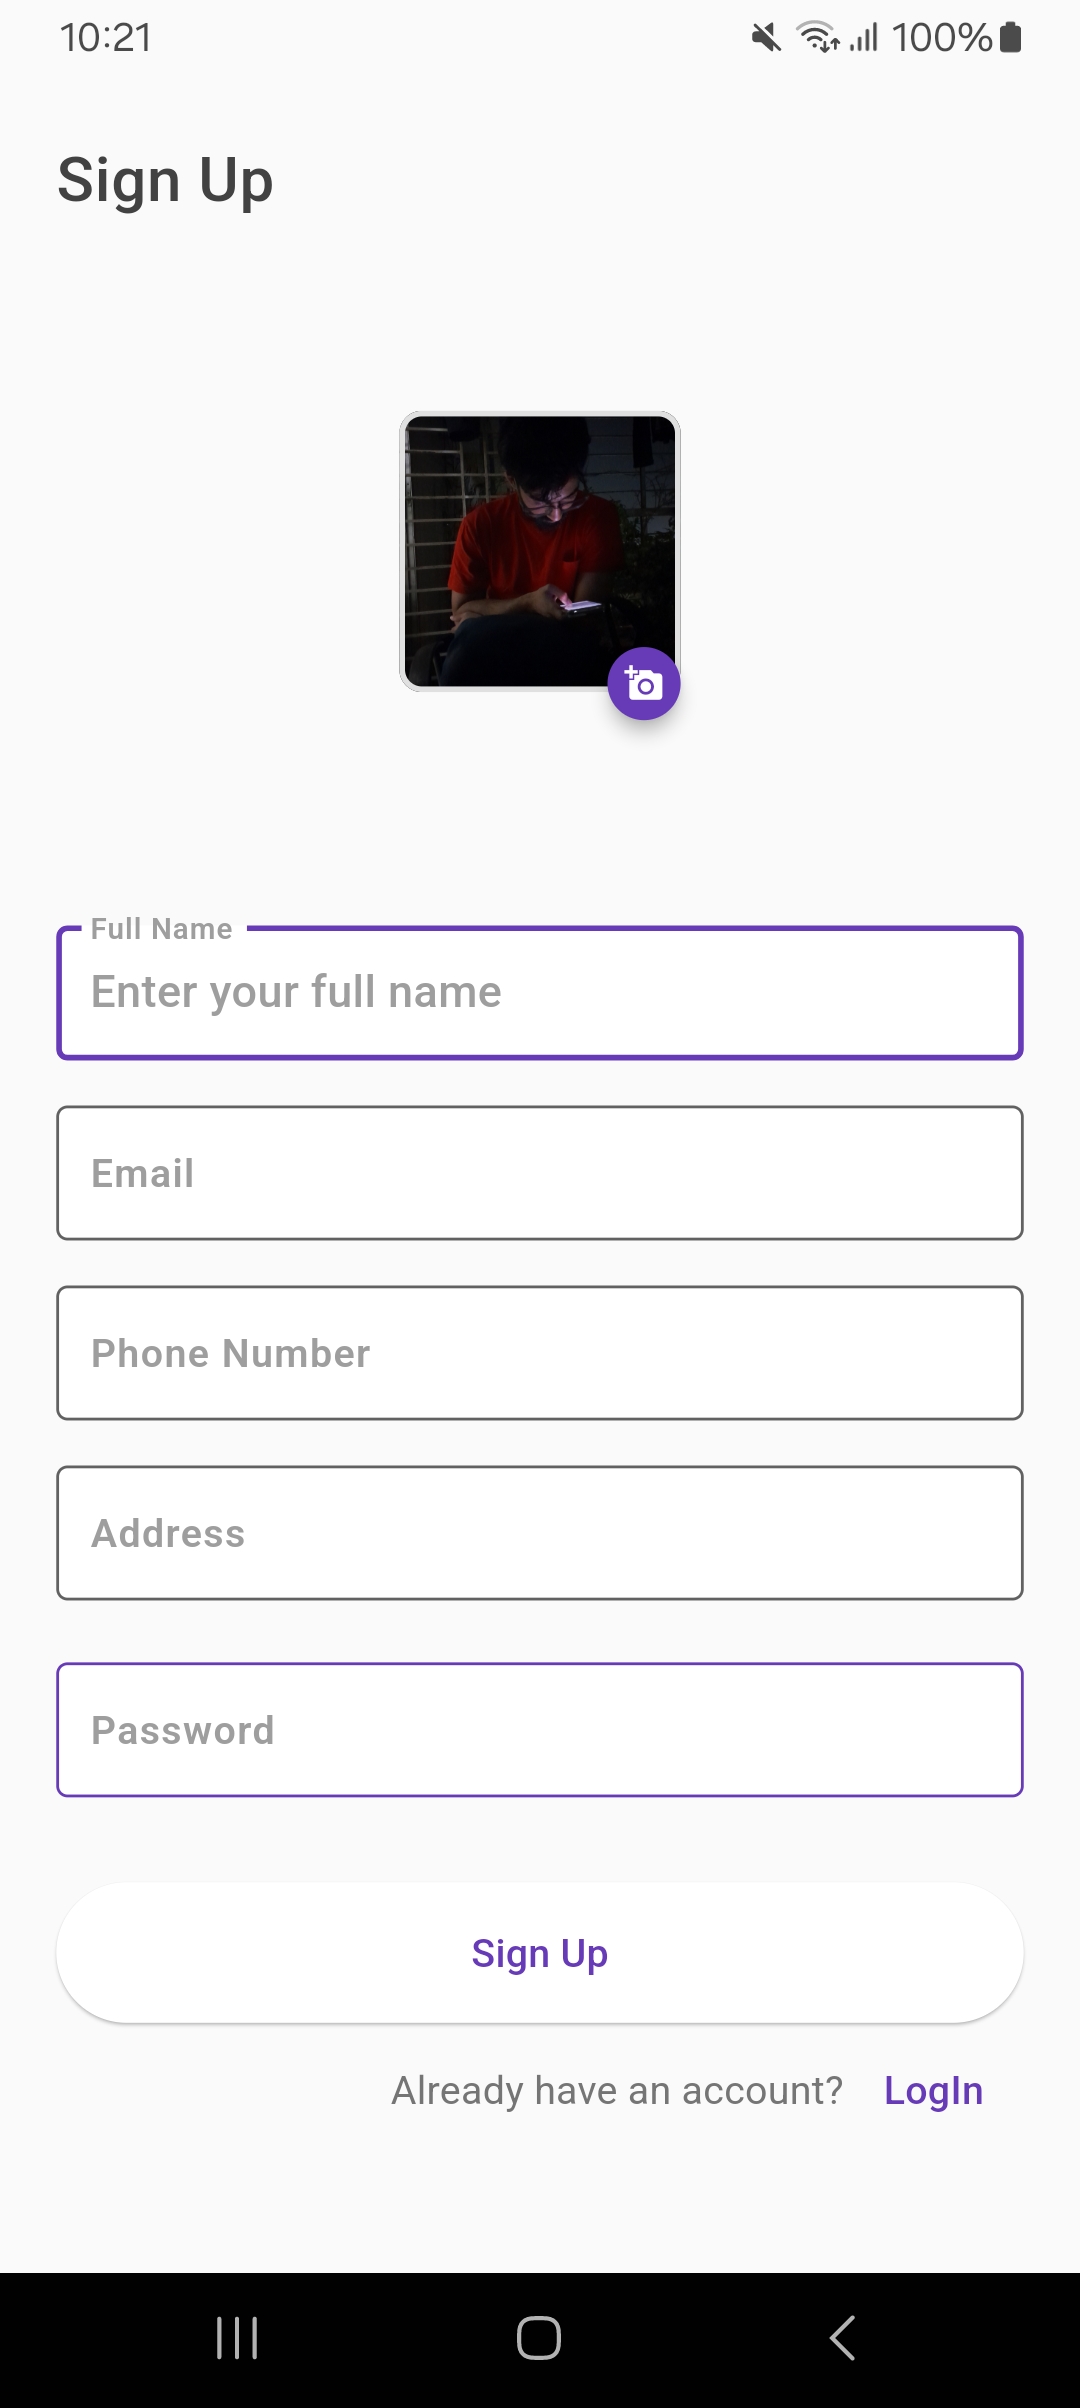 10:21
100%
Sign Up
Full Name
Enter your full name
Email
Phone Number
Address
Password
Sign Up
Already have an account? LogIn